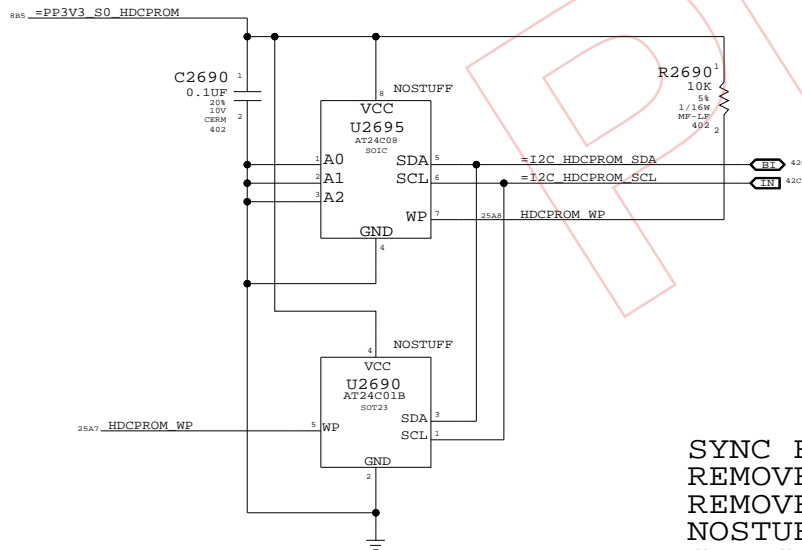 8B5 =PP3V3_S0_HDCPROM
C2690 1
0.1UF
20%
10V
CERM
402
2
NOSTUFF
8
VCC
U2695
AT24C08
SOIC
1 A0
2 A1
3 A2
SDA 5 =I2C_HDCPROM_SDA
SCL 6 =I2C_HDCPROM_SCL
WP 7 25A8 HDCPROM_WP
GND
4
R2690 1
10K
5%
1/16W
MF-LF
402 2
BI
IN
NOSTUFF
4
VCC
U2690
AT24C01B
SOT23
25A7 HDCPROM_WP 5 WP
SDA 3
SCL 1
GND
2
SYNC
REMOVE
REMOVE
NOSTUF